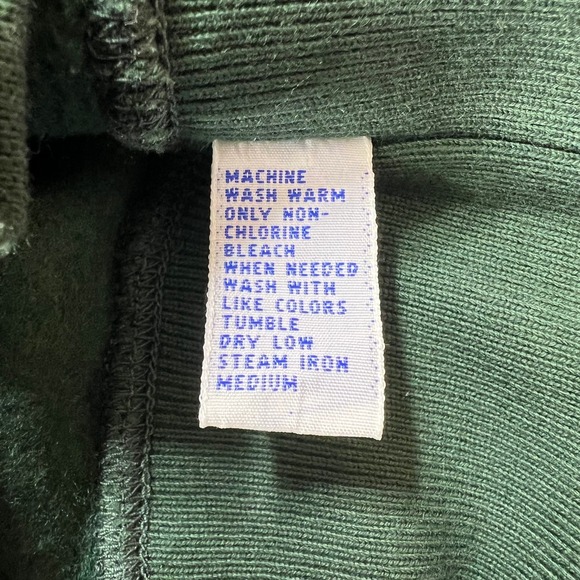 MACHINE
WASH WARM
ONLY NON-
CHLORINE
BLEACH
WHEN NEEDED
WASH WITH
LIKE COLORS
TUMBLE
DRY LOW
STEAM IRON
MEDIUM